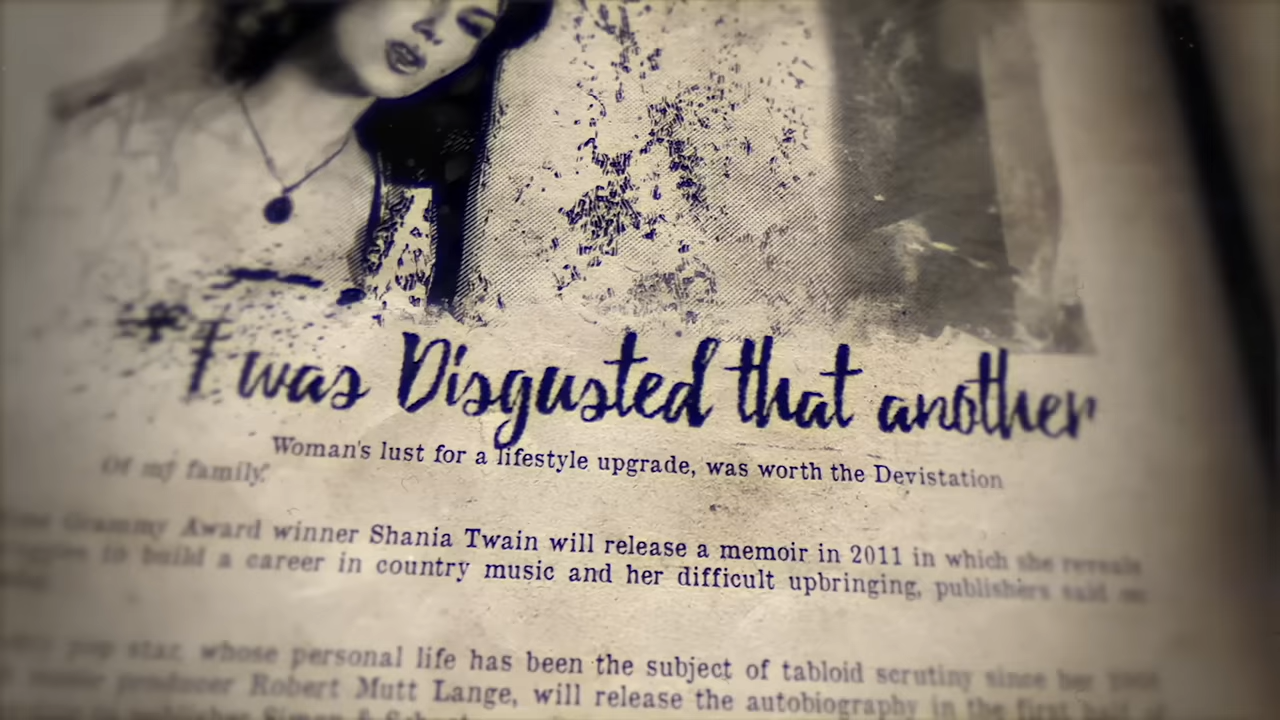 "I was Disgusted that another
Woman's lust for a lifestyle upgrade, was worth the Devistation
Of my family."
Grammy Award winner Shania Twain will release a memoir in 2011 in which she reveals
to build a career in country music and her difficult upbringing, publishers said on
pop star, whose personal life has been the subject of tabloid scrutiny since her
producer Robert Mutt Lange, will release the autobiography in the first half of
Simon &